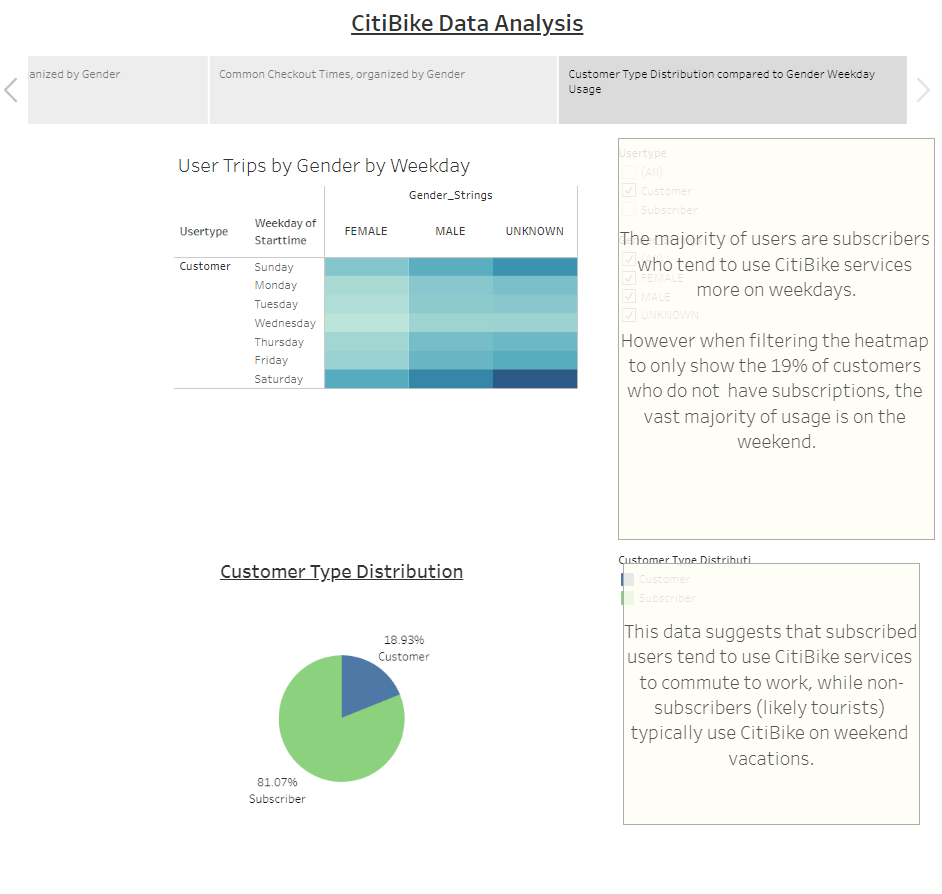 CitiBike Data Analysis
anized by Gender
Common Checkout Times, organized by Gender
Customer Type Distribution compared to Gender Weekday
Usage
User Trips by Gender by Weekday
Gender_Strings
Usertype
Weekday of
Starttime
FEMALE
MALE
UNKNOWN
Customer
Sunday
Monday
Tuesday
Wednesday
Thursday
Friday
Saturday
Usertype
(All)
Customer
Subscriber
FEMALE
MALE
UNKNOWN
The majority of users are subscribers
who tend to use CitiBike services
more on weekdays.
However when filtering the heatmap
to only show the 19% of customers
who do not  have subscriptions, the
vast majority of usage is on the
weekend.
Customer Type Distribution
18.93%
Customer
81.07%
Subscriber
Customer Type Distributi
Customer
Subscriber
This data suggests that subscribed
users tend to use CitiBike services
to commute to work, while non-
subscribers (likely tourists)
typically use CitiBike on weekend
vacations.